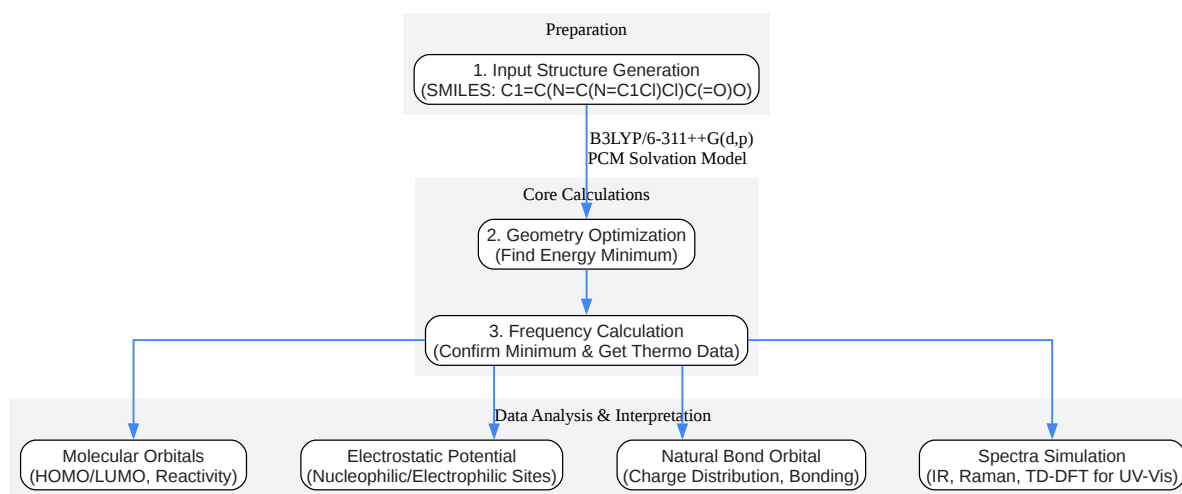 Preparation
1. Input Structure Generation
(SMILES: C1=C(N=C(N=C1Cl)Cl)C(=O)O)
B3LYP/6-311++G(d,p)
PCM Solvation Model
Core Calculations
2. Geometry Optimization
(Find Energy Minimum)
3. Frequency Calculation
(Confirm Minimum & Get Thermo Data)
Data Analysis & Interpretation
Molecular Orbitals
(HOMO/LUMO, Reactivity)
Electrostatic Potential
(Nucleophilic/Electrophilic Sites)
Natural Bond Orbital
(Charge Distribution, Bonding)
Spectra Simulation
(IR, Raman, TD-DFT for UV-Vis)